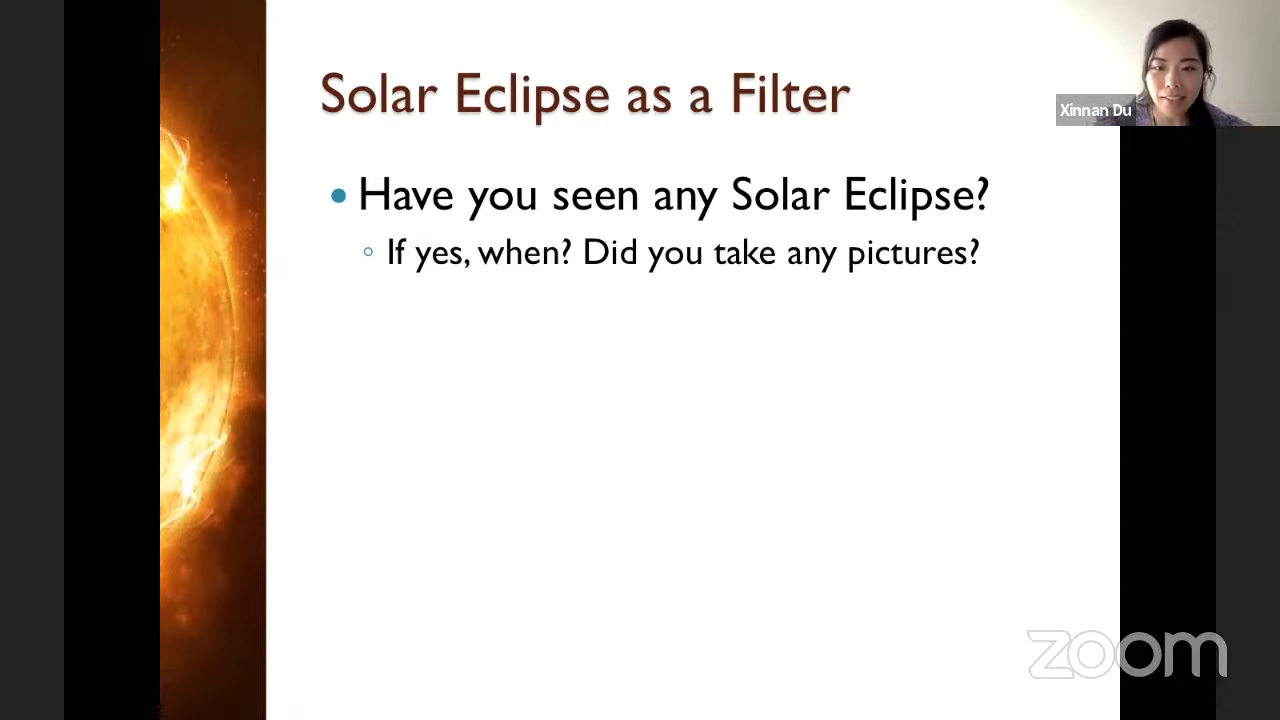 Solar Eclipse as a Filter
Xinnan Du
Have you seen any Solar Eclipse?
If yes, when? Did you take any pictures?
zoom